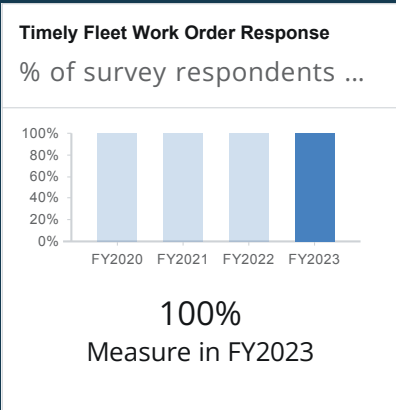 Timely Fleet Work Order Response
% of survey respondents ...
100%
80%
60%
40%
20%
0%
FY2020 FY2021 FY2022 FY2023
100%
Measure in FY2023